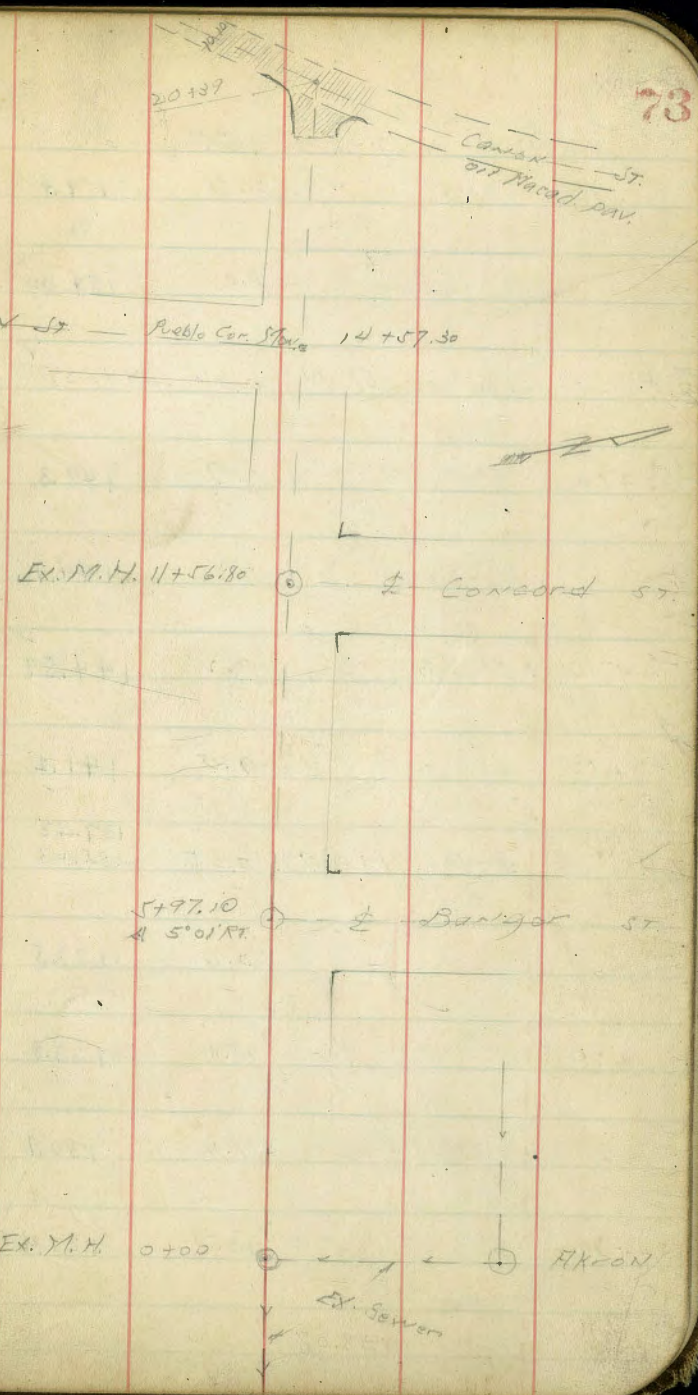 73
20+39
Canon ST.
oil Macad. pav.
ST Pueblo Cor. Mon. 14+57.30
Ex. M.H. 11+56.80 ℄ Concord ST.
5+97.10 ℄ Bangor ST
∆ 5°01' RT.
Ex. M.H. 0+00 AKron
Ex. Sewer